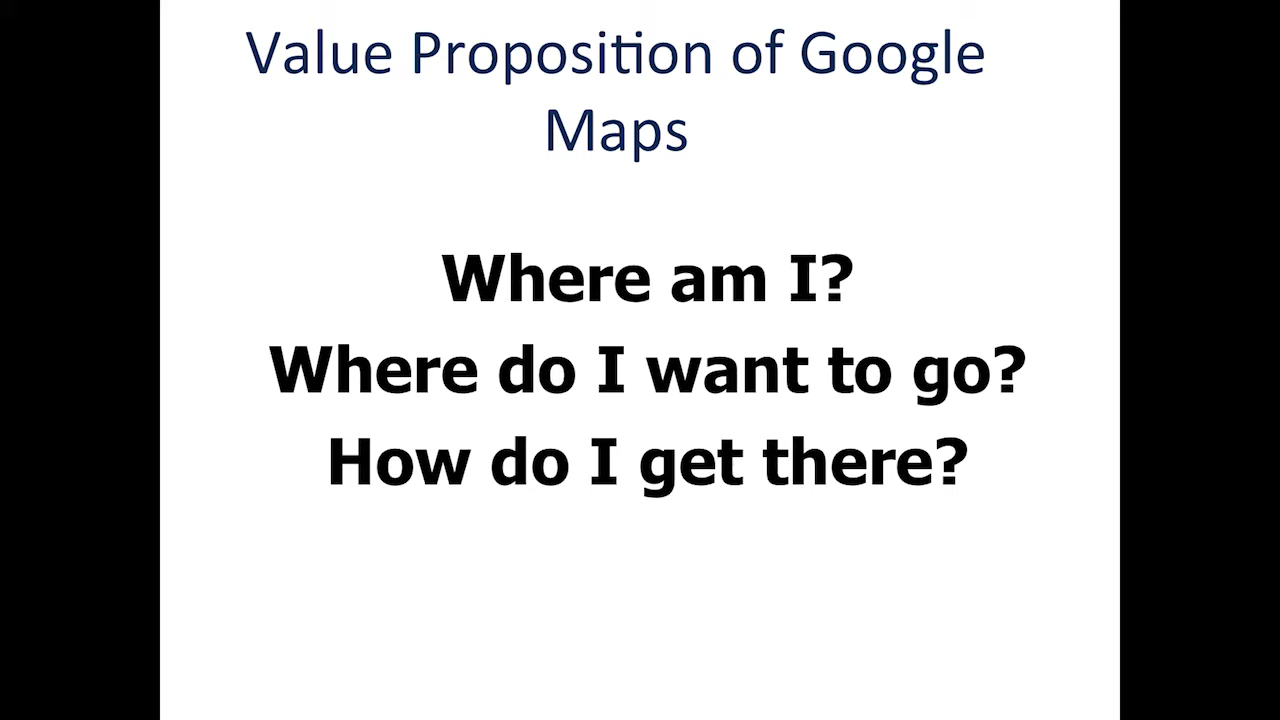 Value Proposition of Google
Maps
Where am I?
Where do I want to go?
How do I get there?